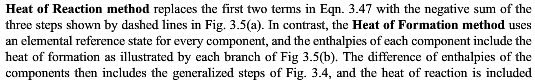 Heat of Reaction method replaces the first two terms in Eqn. 3.47 with the negative sum of the
three steps shown by dashed lines in Fig. 3.5(a). In contrast, the Heat of Formation method uses
an elemental reference state for every component, and the enthalpies of each component include the
heat of formation as illustrated by each branch of Fig 3.5(b). The difference of enthalpies of the
components then includes the generalized steps of Fig. 3.4, and the heat of reaction is included